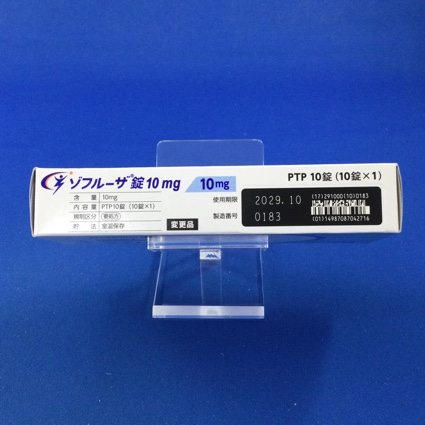 ゾフルーザ®錠10mg
10mg
PTP 10錠 (10錠×1)
含量 10mg
内容量 PTP10錠 (10錠×1)
規制区分 要処方
貯法 室温保存
変更品
使用期限 2029.10
製造番号 0183
(17)291000(10)0183
(01)14987087042716